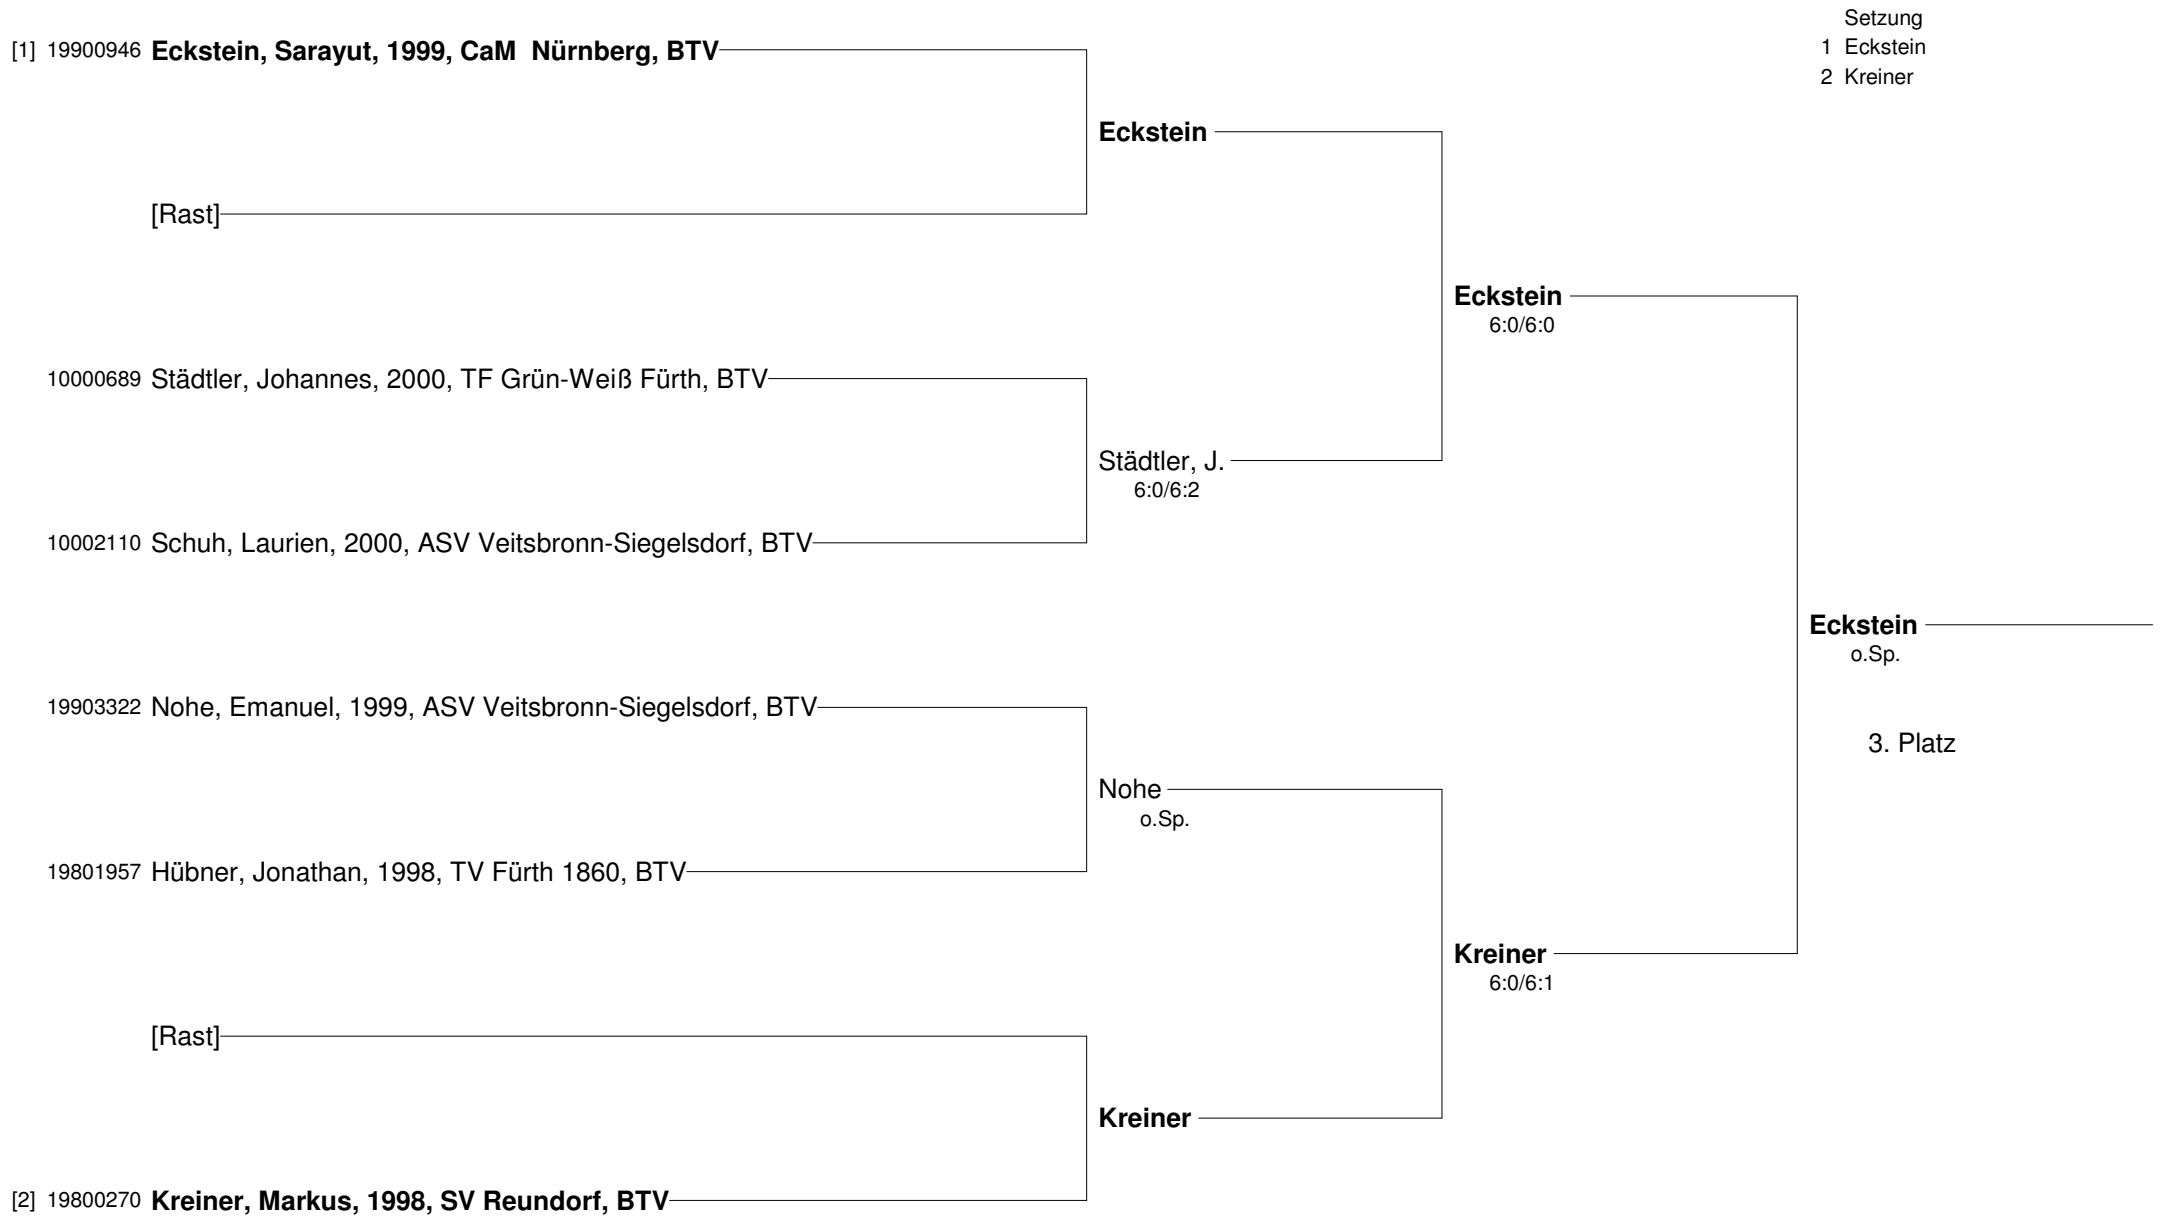 Setzung
1 Eckstein
2 Kreiner
[1] 19900946 Eckstein, Sarayut, 1999, CaM  Nürnberg, BTV
Eckstein
[Rast]
Eckstein
6:0/6:0
10000689 Städtler, Johannes, 2000, TF Grün-Weiß Fürth, BTV
Städtler, J.
6:0/6:2
10002110 Schuh, Laurien, 2000, ASV Veitsbronn-Siegelsdorf, BTV
Eckstein
o.Sp.
19903322 Nohe, Emanuel, 1999, ASV Veitsbronn-Siegelsdorf, BTV
3. Platz
Nohe
o.Sp.
19801957 Hübner, Jonathan, 1998, TV Fürth 1860, BTV
Kreiner
6:0/6:1
[Rast]
Kreiner
[2] 19800270 Kreiner, Markus, 1998, SV Reundorf, BTV